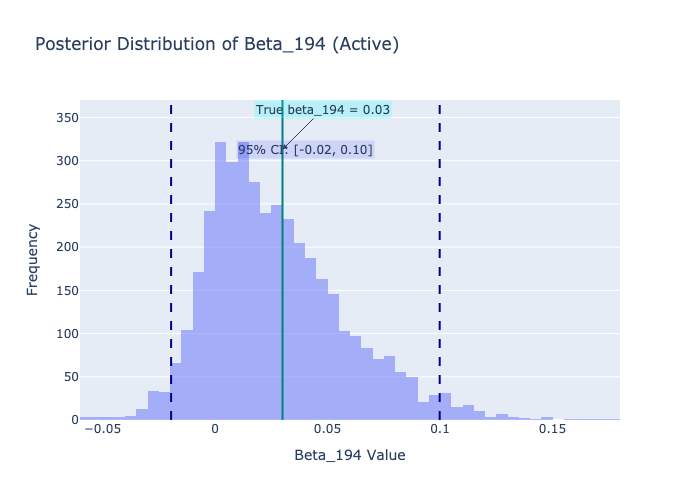 Posterior Distribution of Beta_194 (Active)
True beta_194 = 0.03
95% CI: [-0.02, 0.10]
350
300
250
200
150
100
50
0
Frequency
−0.05
0
0.05
0.1
0.15
Beta_194 Value